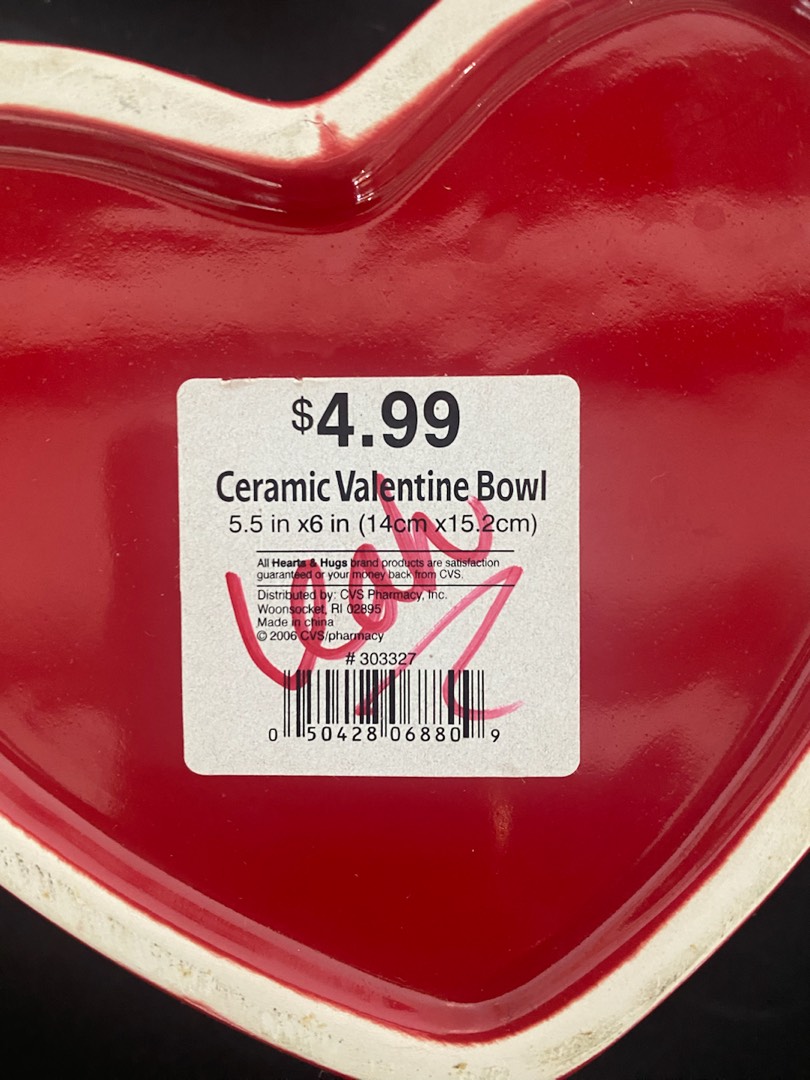 $4.99
Ceramic Valentine Bowl
5.5 in x6 in (14cm x15.2cm)
All Hearts & Hugs brand products are satisfaction
guaranteed or your money back from CVS.
Distributed by: CVS Pharmacy, Inc.
Woonsocket, RI 02895
Made in china
© 2006 CVS/pharmacy
Leah
# 303327
0 50428 06880 9